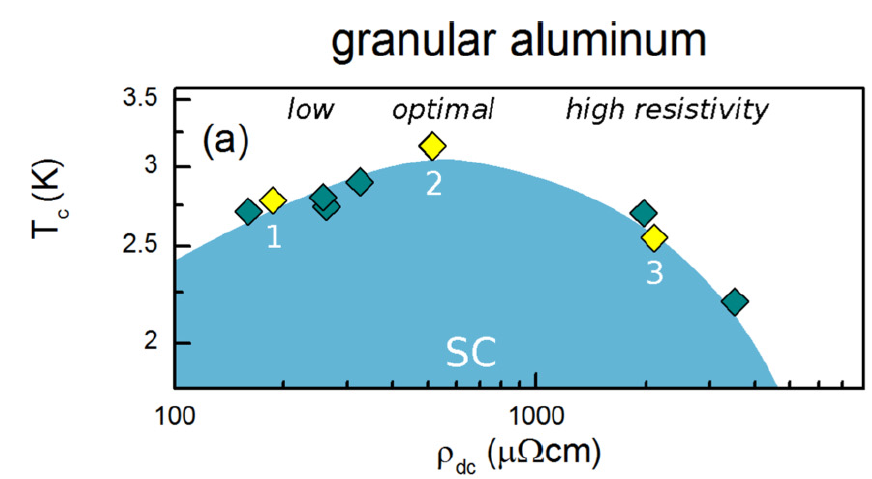 granular aluminum
low optimal high resistivity
(a)
3.5
3
2.5
2
T_c (K)
1
2
3
SC
100 1000
ρ_dc (μΩcm)